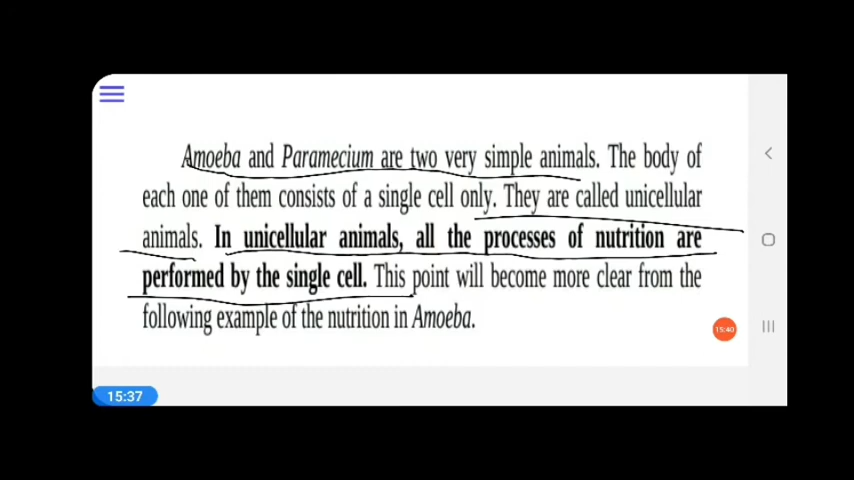 Amoeba and Paramecium are two very simple animals. The body of
each one of them consists of a single cell only. They are called unicellular
animals. In unicellular animals, all the processes of nutrition are
performed by the single cell. This point will become more clear from the
following example of the nutrition in Amoeba.
15:40
15:37